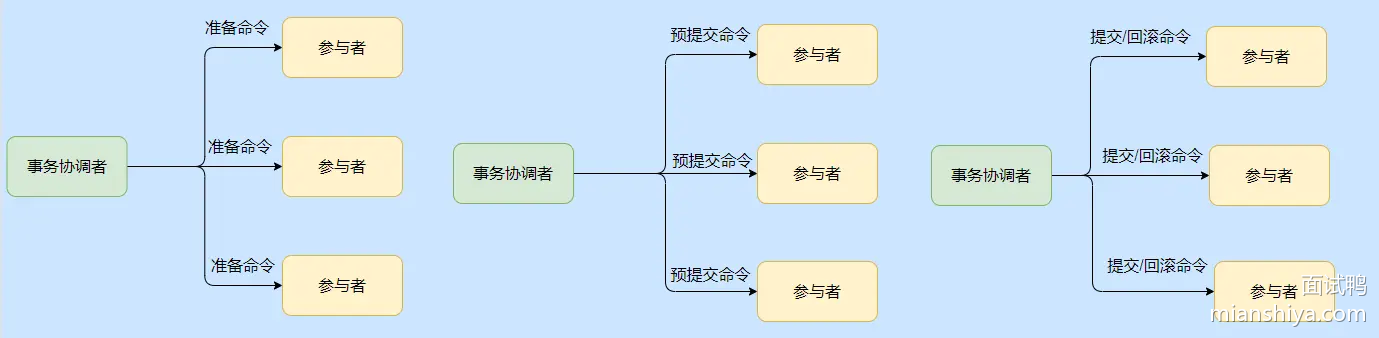 准备命令
参与者
事务协调者
准备命令
参与者
准备命令
参与者
预提交命令
参与者
事务协调者
预提交命令
参与者
预提交命令
参与者
提交/回滚命令
参与者
事务协调者
提交/回滚命令
参与者
提交/回滚命令
参与者
面试鸭
mianshiya.com